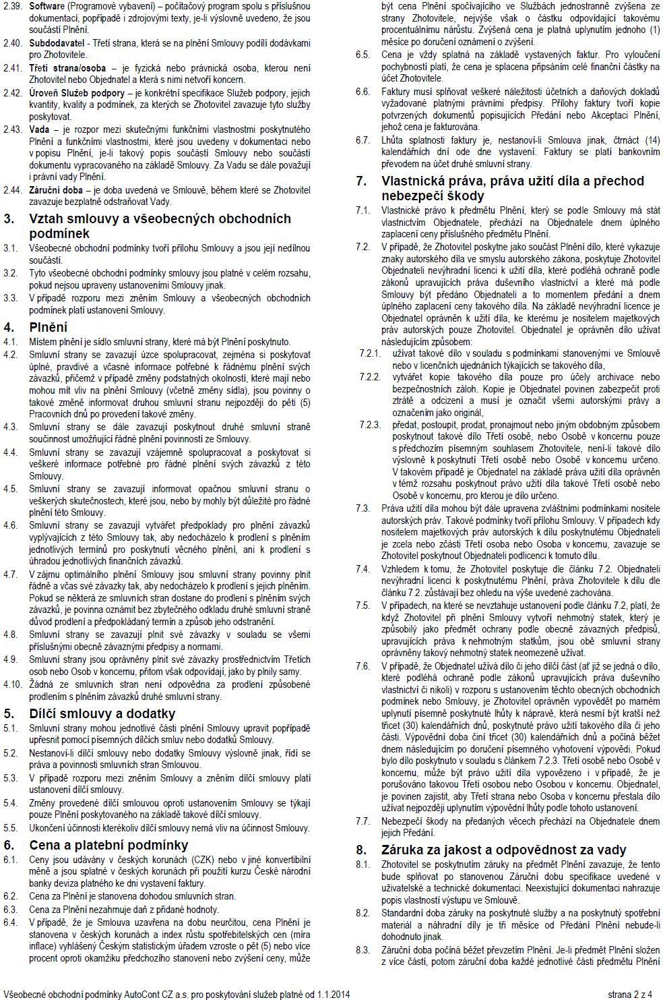 2.39. Software (Programové vybavení) – počítačový program spolu s příslušnou
dokumentací, popřípadě i zdrojovými texty, je-li výslovně uvedeno, že jsou
součástí Plnění.
2.40. Subdodavatel - Třetí strana, která se na plnění Smlouvy podílí dodávkami
pro Zhotovitele.
2.41. Třetí strana/osoba – je fyzická nebo právnická osoba, kterou není
Zhotovitel nebo Objednatel a která s nimi netvoří koncern.
2.42. Úroveň Služeb podpory – je konkrétní specifikace Služeb podpory, jejich
kvantity, kvality a podmínek, za kterých se Zhotovitel zavazuje tyto služby
poskytovat.
2.43. Vada – je rozpor mezi skutečnými funkčními vlastnostmi poskytnutého
Plnění a funkčními vlastnostmi, které jsou uvedeny v dokumentaci nebo
v popisu Plnění, je-li takový popis součástí Smlouvy nebo součástí
dokumentu vypracovaného na základě Smlouvy. Za Vadu se dále považují
i právní vady Plnění.
2.44. Záruční doba – je doba uvedená ve Smlouvě, během které se Zhotovitel
zavazuje bezplatně odstraňovat Vady.
3. Vztah smlouvy a všeobecných obchodních
podmínek
3.1. Všeobecné obchodní podmínky tvoří přílohu Smlouvy a jsou její nedílnou
součástí.
3.2. Tyto všeobecné obchodní podmínky smlouvy jsou platné v celém rozsahu,
pokud nejsou upraveny ustanoveními Smlouvy jinak.
3.3. V případě rozporu mezi zněním Smlouvy a všeobecných obchodních
podmínek platí ustanovení Smlouvy.
4. Plnění
4.1. Místem plnění je sídlo smluvní strany, které má být Plnění poskytnuto.
4.2. Smluvní strany se zavazují úzce spolupracovat, zejména si poskytovat
úplné, pravdivé a včasné informace potřebné k řádnému plnění svých
závazků, přičemž v případě změny podstatných okolností, které mají nebo
mohou mít vliv na plnění Smlouvy (včetně změny sídla), jsou povinny o
takové změně informovat druhou smluvní stranu nejpozději do pěti (5)
Pracovních dnů po provedení takové změny.
4.3. Smluvní strany se dále zavazují poskytnout druhé smluvní straně
součinnost umožňující řádné plnění povinností ze Smlouvy.
4.4. Smluvní strany se zavazují vzájemně spolupracovat a poskytovat si
veškeré informace potřebné pro řádné plnění svých závazků z této
Smlouvy.
4.5. Smluvní strany se zavazují informovat opačnou smluvní stranu o
veškerých skutečnostech, které jsou, nebo by mohly být důležité pro řádné
plnění této Smlouvy.
4.6. Smluvní strany se zavazují vytvářet předpoklady pro plnění závazků
vyplývajících z této Smlouvy tak, aby nedocházelo k prodlení s plněním
jednotlivých termínů pro poskytnutí věcného plnění, ani k prodlení s
úhradou jednotlivých finančních závazků.
4.7. V zájmu optimálního plnění Smlouvy jsou smluvní strany povinny plnit
řádně a včas své závazky tak, aby nedocházelo k prodlení s jejich plněním.
Pokud se některá ze smluvních stran dostane do prodlení s plněním svých
závazků, je povinna oznámit bez zbytečného odkladu druhé smluvní straně
důvod prodlení a předpokládaný termín a způsob jeho odstranění.
4.8. Smluvní strany se zavazují plnit své závazky v souladu se všemi
příslušnými obecně závaznými předpisy a normami.
4.9. Smluvní strany jsou oprávněny plnit své závazky prostřednictvím Třetích
osob nebo Osob v koncernu, přitom však odpovídají, jako by plnily samy.
4.10. Žádná ze smluvních stran není odpovědna za prodlení způsobené
prodlením s plněním závazků druhé smluvní strany.
5. Dílčí smlouvy a dodatky
5.1. Smluvní strany mohou jednotlivé části plnění Smlouvy upravit popřípadě
upřesnit pomocí písemných dílčích smluv nebo dodatků Smlouvy.
5.2. Nestanoví-li dílčí smlouvy nebo dodatky Smlouvy výslovně jinak, řídí se
práva a povinnosti smluvních stran Smlouvou.
5.3. V případě rozporu mezi zněním Smlouvy a zněním dílčí smlouvy platí
ustanovení dílčí smlouvy.
5.4. Změny provedené dílčí smlouvou oproti ustanovením Smlouvy se týkají
pouze Plnění poskytovaného na základě takové dílčí smlouvy.
5.5. Ukončení účinnosti kterékoliv dílčí smlouvy nemá vliv na účinnost Smlouvy.
6. Cena a platební podmínky
6.1. Ceny jsou udávány v českých korunách (CZK) nebo v jiné konvertibilní
měně a jsou splatné v českých korunách při použití kurzu České národní
banky deviza platného ke dni vystavení faktury.
6.2. Cena za Plnění je stanovena dohodou smluvních stran.
6.3. Cena za Plnění nezahrnuje daň z přidané hodnoty.
6.4. V případě, že je Smlouva uzavřena na dobu neurčitou, cena Plnění je
stanovena v českých korunách a index růstu spotřebitelských cen (míra
inflace) vyhlášený Českým statistickým úřadem vzroste o pět (5) nebo více
procent oproti okamžiku předchozího stanovení nebo zvýšení ceny, může
být cena Plnění spočívajícího ve Službách jednostranně zvýšena ze
strany Zhotovitele, nejvýše však o částku odpovídající takovému
procentuálnímu nárůstu. Zvýšená cena je platná uplynutím jednoho (1)
měsíce po doručení oznámení o zvýšení.
6.5. Cena je vždy splatná na základě vystavených faktur. Pro vyloučení
pochybností platí, že cena je splacena připsáním celé finanční částky na
účet Zhotovitele.
6.6. Faktury musí splňovat veškeré náležitosti účetních a daňových dokladů
vyžadované platnými právními předpisy. Přílohy faktury tvoří kopie
potvrzených dokumentů popisujících Předání nebo Akceptaci Plnění,
jehož cena je fakturována.
6.7. Lhůta splatnosti faktury je, nestanoví-li Smlouva jinak, čtrnáct (14)
kalendářních dní ode dne vystavení. Faktury se platí bankovním
převodem na účet druhé smluvní strany.
7. Vlastnická práva, práva užití díla a přechod
nebezpečí škody
7.1. Vlastnické právo k předmětu Plnění, který se podle Smlouvy má stát
vlastnictvím Objednatele, přechází na Objednatele dnem úplného
zaplacení ceny příslušného předmětu Plnění.
7.2. V případě, že Zhotovitel poskytne jako součást Plnění dílo, které vykazuje
znaky autorského díla ve smyslu autorského zákona, poskytuje Zhotovitel
Objednateli nevýhradní licenci k užití díla, které podléhá ochraně podle
zákonů upravujících práva duševního vlastnictví a které má podle
Smlouvy být předáno Objednateli a to momentem předání a dnem
úplného zaplacení ceny takového díla. Na základě nevýhradní licence je
Objednatel oprávněn k užití díla, ke kterému je nositelem majetkových
práv autorských pouze Zhotovitel. Objednatel je oprávněn dílo užívat
následujícím způsobem:
7.2.1. užívat takové dílo v souladu s podmínkami stanovenými ve Smlouvě
nebo v licenčních ujednáních týkajících se takového díla,
7.2.2. vytvářet kopie takového díla pouze pro účely archivace nebo
bezpečnostních záloh. Kopie je Objednatel povinen zabezpečit proti
ztrátě a odcizení a musí je označit všemi autorskými právy a
označením jako originál,
7.2.3. předat, postoupit, prodat, pronajmout nebo jiným obdobným způsobem
poskytnout takové dílo Třetí osobě, nebo Osobě v koncernu pouze
s předchozím písemným souhlasem Zhotovitele, není-li takové dílo
výslovně k poskytnutí Třetí osobě nebo Osobě v koncernu určeno.
V takovém případě je Objednatel na základě práva užití díla oprávněn
v témž rozsahu poskytnout právo užití díla takové Třetí osobě nebo
Osobě v koncernu, pro kterou je dílo určeno.
7.3. Práva užití díla mohou být dále upravena zvláštními podmínkami nositele
autorských práv. Takové podmínky tvoří přílohu Smlouvy. V případech kdy
nositelem majetkových práv autorských k dílu poskytnutému Objednateli
je zcela nebo zčásti Třetí osoba nebo Osoba v koncernu, zavazuje se
Zhotovitel poskytnout Objednateli podlicenci k tomuto dílu.
7.4. Vzhledem k tomu, že Zhotovitel poskytuje dle článku 7.2. Objednateli
nevýhradní licenci k poskytnutému Plnění, práva Zhotovitele k dílu dle
článku 7.2. zůstávají bez ohledu na výše uvedené zachována.
7.5. V případech, na které se nevztahuje ustanovení podle článku 7.2, platí, že
když Zhotovitel při plnění Smlouvy vytvoří nehmotný statek, který je
způsobilý jako předmět ochrany podle obecně závazných předpisů,
upravujících práva k nehmotným statkům, jsou obě smluvní strany
oprávněny takový nehmotný statek neomezeně užívat.
7.6. V případě, že Objednatel užívá dílo či jeho dílčí část (ať již se jedná o dílo,
které podléhá ochraně podle zákonů upravujících práva duševního
vlastnictví či nikoli) v rozporu s ustanovením těchto obecných obchodních
podmínek nebo Smlouvy, je Zhotovitel oprávněn vypovědět po marném
uplynutí písemně poskytnuté lhůty k nápravě, která nesmí být kratší než
třicet (30) kalendářních dnů, poskytnuté právo užití takového díla či jeho
části. Výpovědní doba činí třicet (30) kalendářních dnů a počíná běžet
dnem následujícím po doručení písemného vyhotovení výpovědi. Pokud
bylo dílo poskytnuto v souladu s článkem 7.2.3. Třetí osobě nebo Osobě v
koncernu, může být právo užití díla vypovězeno i v případě, že je
porušováno takovou Třetí osobou nebo Osobou v koncernu. Objednatel,
je povinen zajistit, aby Třetí strana nebo Osoba v koncernu přestala dílo
užívat nejpozději uplynutím výpovědní lhůty podle tohoto ustanovení.
7.7. Nebezpečí škody na předaných věcech přechází na Objednatele dnem
jejich Předání.
8. Záruka za jakost a odpovědnost za vady
8.1. Zhotovitel se poskytnutím záruky na předmět Plnění zavazuje, že tento
bude splňovat po stanovenou Záruční dobu specifikace uvedené v
uživatelské a technické dokumentaci. Neexistující dokumentaci nahrazuje
popis vlastností výstupu ve Smlouvě.
8.2. Standardní doba záruky na poskytnuté služby a na poskytnutý spotřební
materiál a náhradní díly je tři měsíce od Předání Plnění nebude-li
dohodnuto jinak.
8.3. Záruční doba počíná běžet převzetím Plnění. Je-li předmět Plnění složen
z více částí, potom záruční doba každé jednotlivé části předmětu Plnění
Všeobecné obchodní podmínky AutoCont CZ a.s. pro poskytování služeb platné od 1.1.2014 strana 2 z 4